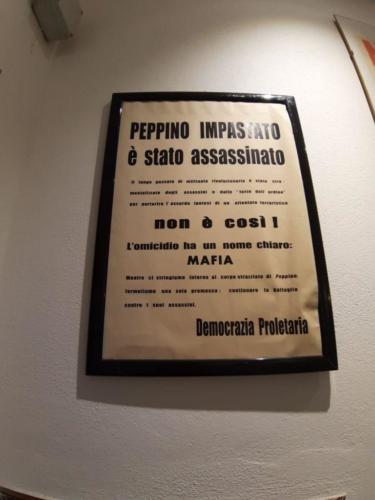 PEPPINO IMPASTATO
è stato assassinato
Il lungo passato di militante rivoluzionario è stato stru-
mentalizzato dagli assassini e dalle "forze dell'ordine"
per partorire l'assurda ipotesi di un attentato terroristico
non è così !
L'omicidio ha un nome chiaro:
MAFIA
Mentre ci stringiamo intorno al corpo straziato di Peppino
formuliamo una sola promessa: continuare la battaglia
contro i suoi assassini.
Democrazia Proletaria